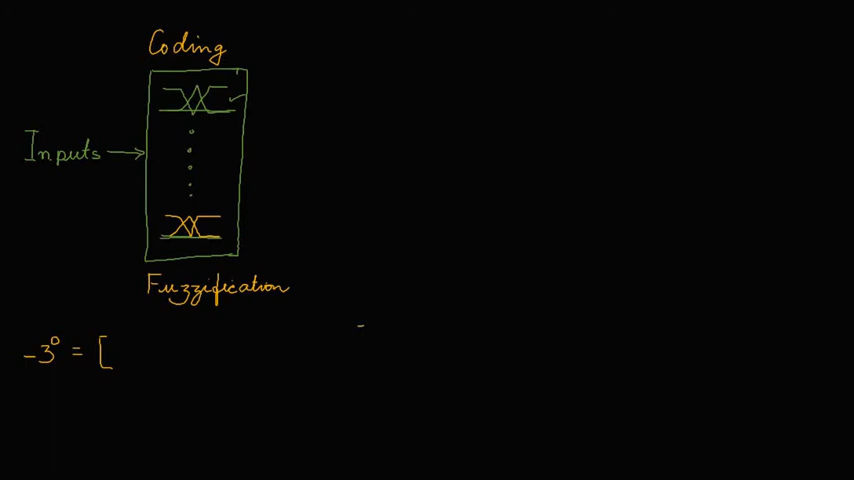 Coding
Inputs →
Fuzzification
-3° = [